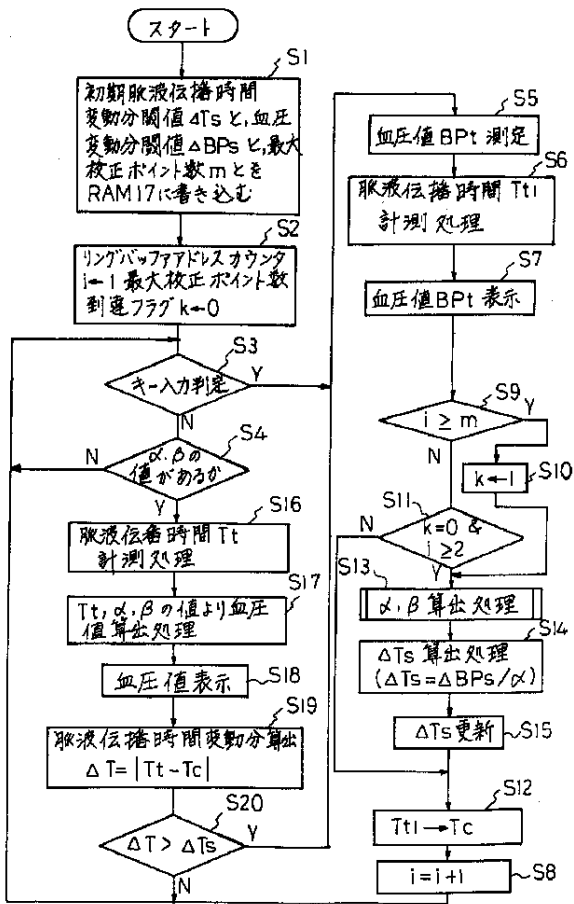 スタート
S1
初期脈波伝播時間
変動分閾値ΔTsと,血圧
変動分閾値ΔBPsと,最大
校正ポイント数mとを
RAM17に書き込む
S2
リングバッファアドレスカウンタ
i←1 最大校正ポイント数
到達フラグk←0
S3
キー入力判定
Y
N
S4
α,βの
値があるか
N
Y
S16
脈波伝播時間Tt
計測処理
S17
Tt,α,βの値より血圧
値算出処理
S18
血圧値表示
S19
脈波伝播時間変動分算出
ΔT=|Tt-Tc|
S20
ΔT>ΔTs
Y
N
S5
血圧値BPt測定
S6
脈波伝播時間Tt1
計測処理
S7
血圧値BPt表示
S9
i≥m
Y
N
S10
k←1
S11
k=0&
i≥2
N
Y
S13
α,β算出処理
S14
ΔTs算出処理
(ΔTs=ΔBPs/α)
S15
ΔTs更新
S12
Tt1→Tc
S8
i=i+1